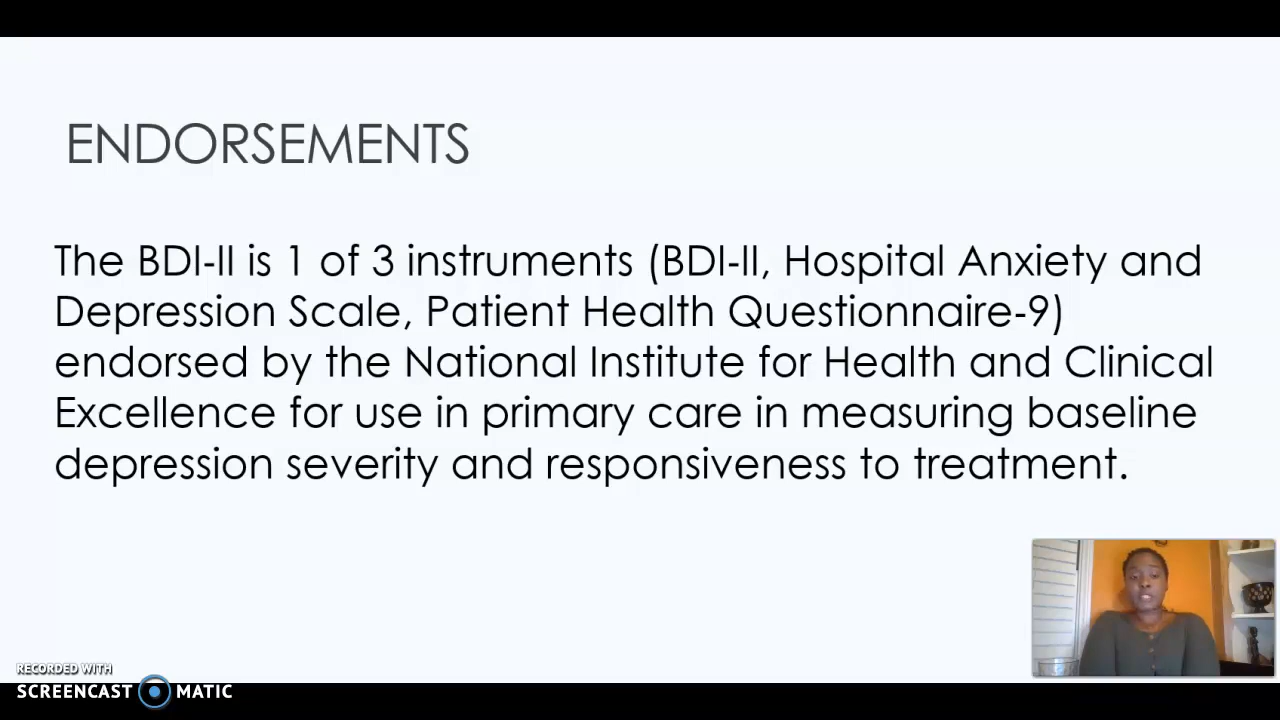 ENDORSEMENTS
The BDI-II is 1 of 3 instruments (BDI-II, Hospital Anxiety and
Depression Scale, Patient Health Questionnaire-9)
endorsed by the National Institute for Health and Clinical
Excellence for use in primary care in measuring baseline
depression severity and responsiveness to treatment.
RECORDED WITH
SCREENCAST MATIC